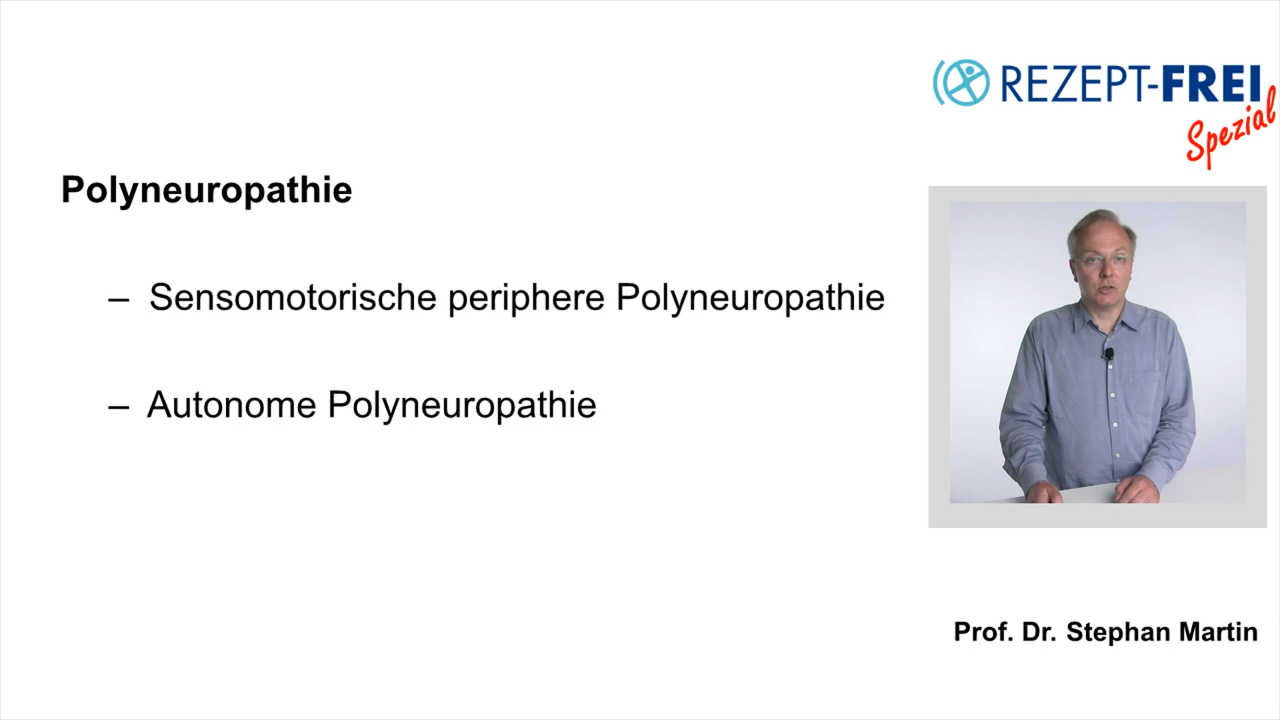 REZEPT-FREI
Spezial
Polyneuropathie
– Sensomotorische periphere Polyneuropathie
– Autonome Polyneuropathie
Prof. Dr. Stephan Martin